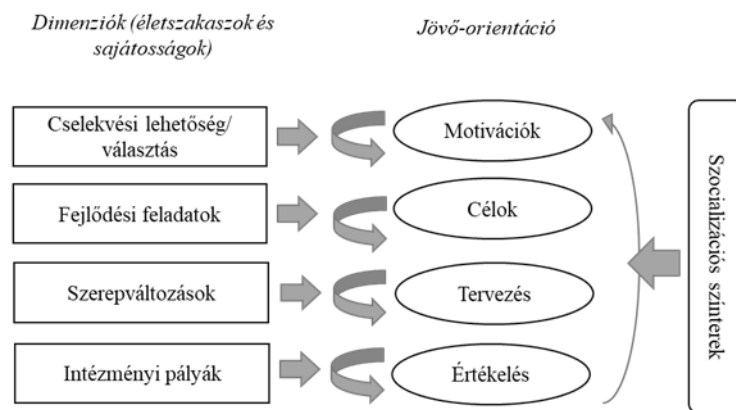 Dimenziók (életszakaszok és
sajátosságok)
Jövő-orientáció
Cselekvési lehetőség/
választás
Motivációk
Fejlődési feladatok
Célok
Szerepváltozások
Tervezés
Intézményi pályák
Értékelés
Szocializációs színterek